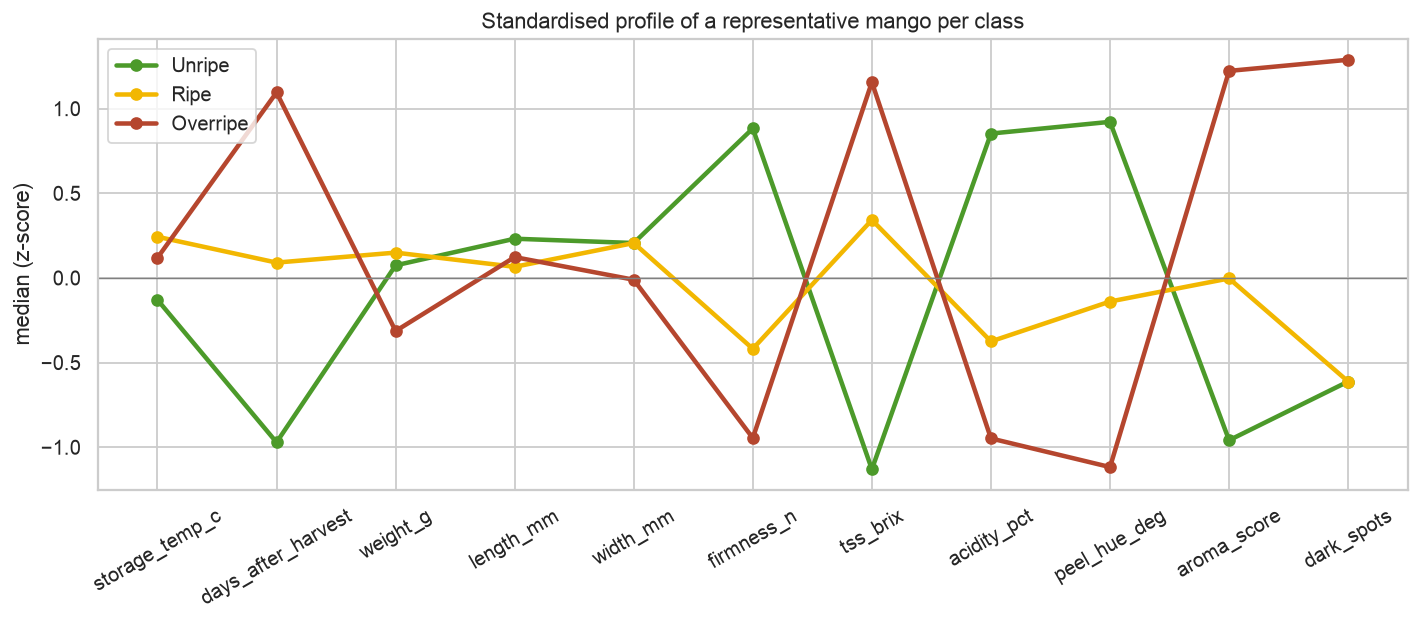 Standardised profile of a representative mango per class
Unripe
Ripe
Overripe
median (z-score)
1.0
0.5
0.0
−0.5
−1.0
storage_temp_c
days_after_harvest
weight_g
length_mm
width_mm
firmness_n
tss_brix
acidity_pct
peel_hue_deg
aroma_score
dark_spots